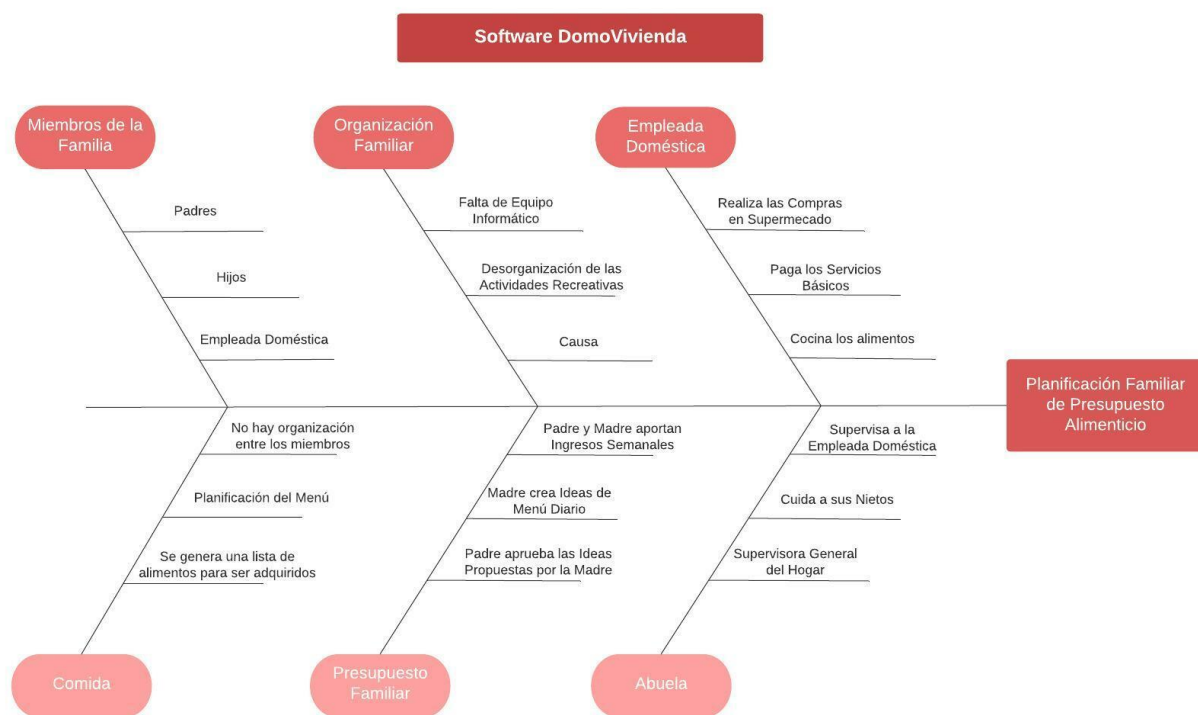 Software DomoVivienda
Miembros de la
Familia
Organización
Familiar
Empleada
Doméstica
Padres
Hijos
Empleada Doméstica
Falta de Equipo
Informático
Desorganización de las
Actividades Recreativas
Causa
Realiza las Compras
en Supermecado
Paga los Servicios
Básicos
Cocina los alimentos
Planificación Familiar
de Presupuesto
Alimenticio
No hay organización
entre los miembros
Planificación del Menú
Se genera una lista de
alimentos para ser adquiridos
Padre y Madre aportan
Ingresos Semanales
Madre crea Ideas de
Menú Diario
Padre aprueba las Ideas
Propuestas por la Madre
Supervisa a la
Empleada Doméstica
Cuida a sus Nietos
Supervisora General
del Hogar
Comida
Presupuesto
Familiar
Abuela